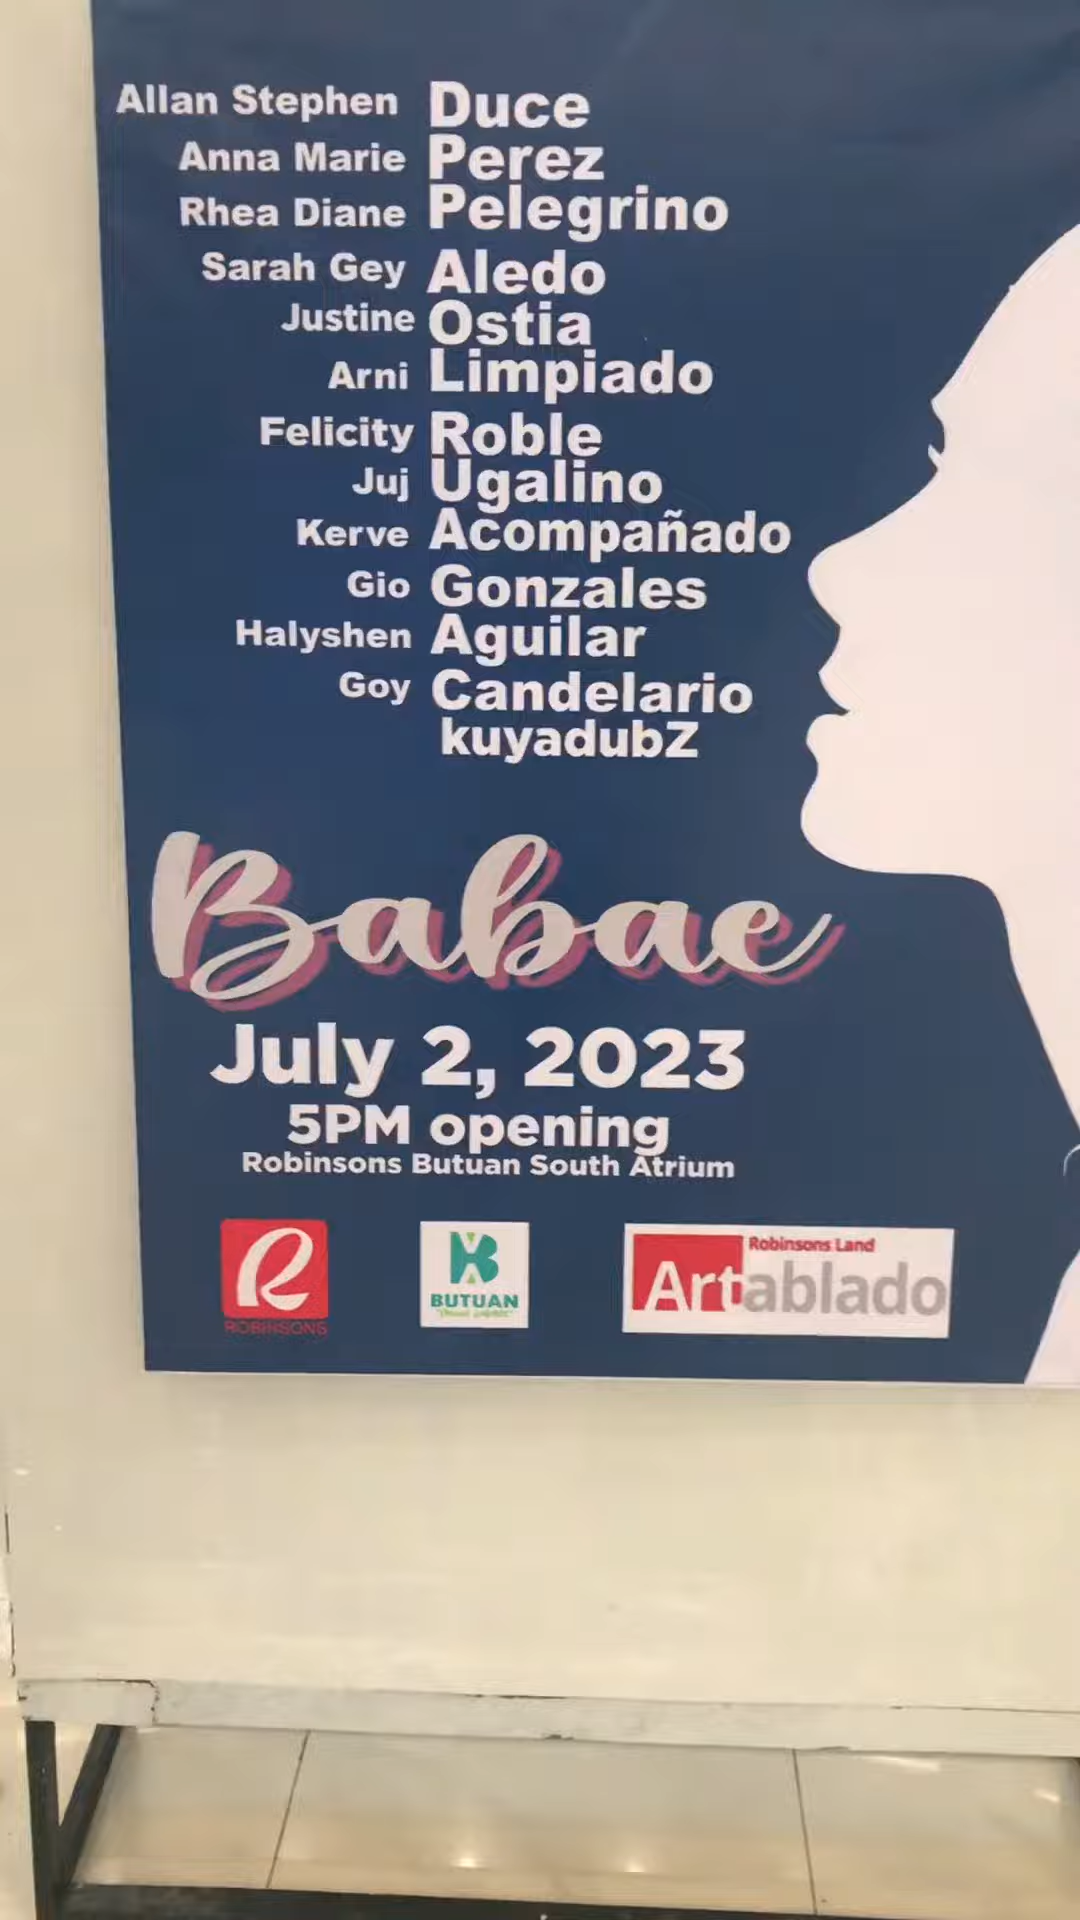 Allan Stephen Duce
Anna Marie Perez
Rhea Diane Pelegrino
Sarah Gey Aledo
Justine Ostia
Arni Limpiado
Felicity Roble
Juj Ugalino
Kerve Acompañado
Gio Gonzales
Halyshen Aguilar
Goy Candelario
kuyadubZ
Babae
July 2, 2023
5PM opening
Robinsons Butuan South Atrium
R
ROBINSONS
BUTUAN
Robinsons Land
Artablado